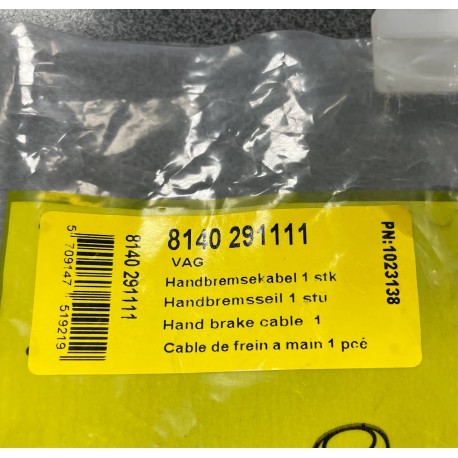 8140 291111
VAG
Handbremsekabel 1 stk
Handbremsseil 1 stu
Hand brake cable 1
Cable de frein a main 1 pcé
PN:1023138
8140 291111
5 709147 519219